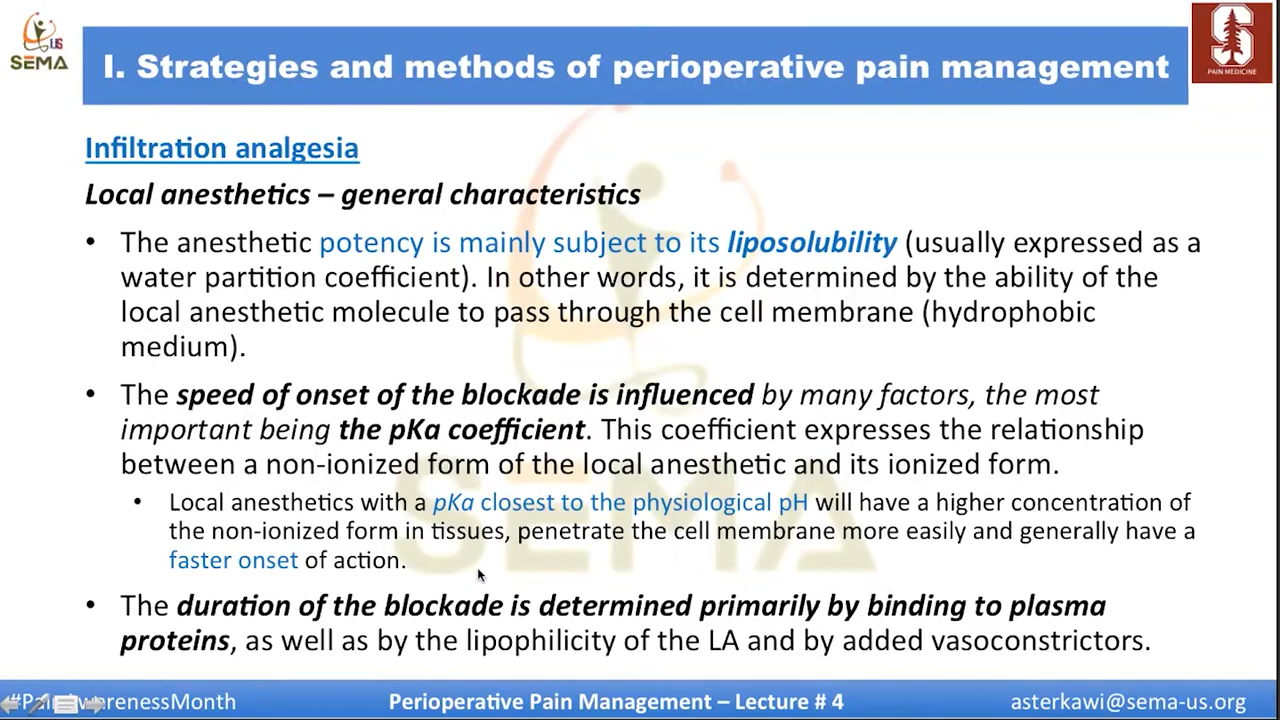 US
SEMA
I. Strategies and methods of perioperative pain management
S
PAIN MEDICINE
Infiltration analgesia
Local anesthetics – general characteristics
• The anesthetic potency is mainly subject to its liposolubility (usually expressed as a
water partition coefficient). In other words, it is determined by the ability of the
local anesthetic molecule to pass through the cell membrane (hydrophobic
medium).
• The speed of onset of the blockade is influenced by many factors, the most
important being the pKa coefficient. This coefficient expresses the relationship
between a non-ionized form of the local anesthetic and its ionized form.
• Local anesthetics with a pKa closest to the physiological pH will have a higher concentration of
the non-ionized form in tissues, penetrate the cell membrane more easily and generally have a
faster onset of action.
• The duration of the blockade is determined primarily by binding to plasma
proteins, as well as by the lipophilicity of the LA and by added vasoconstrictors.
SEMA
#PainAwarenessMonth
Perioperative Pain Management – Lecture # 4
asterkawi@sema-us.org